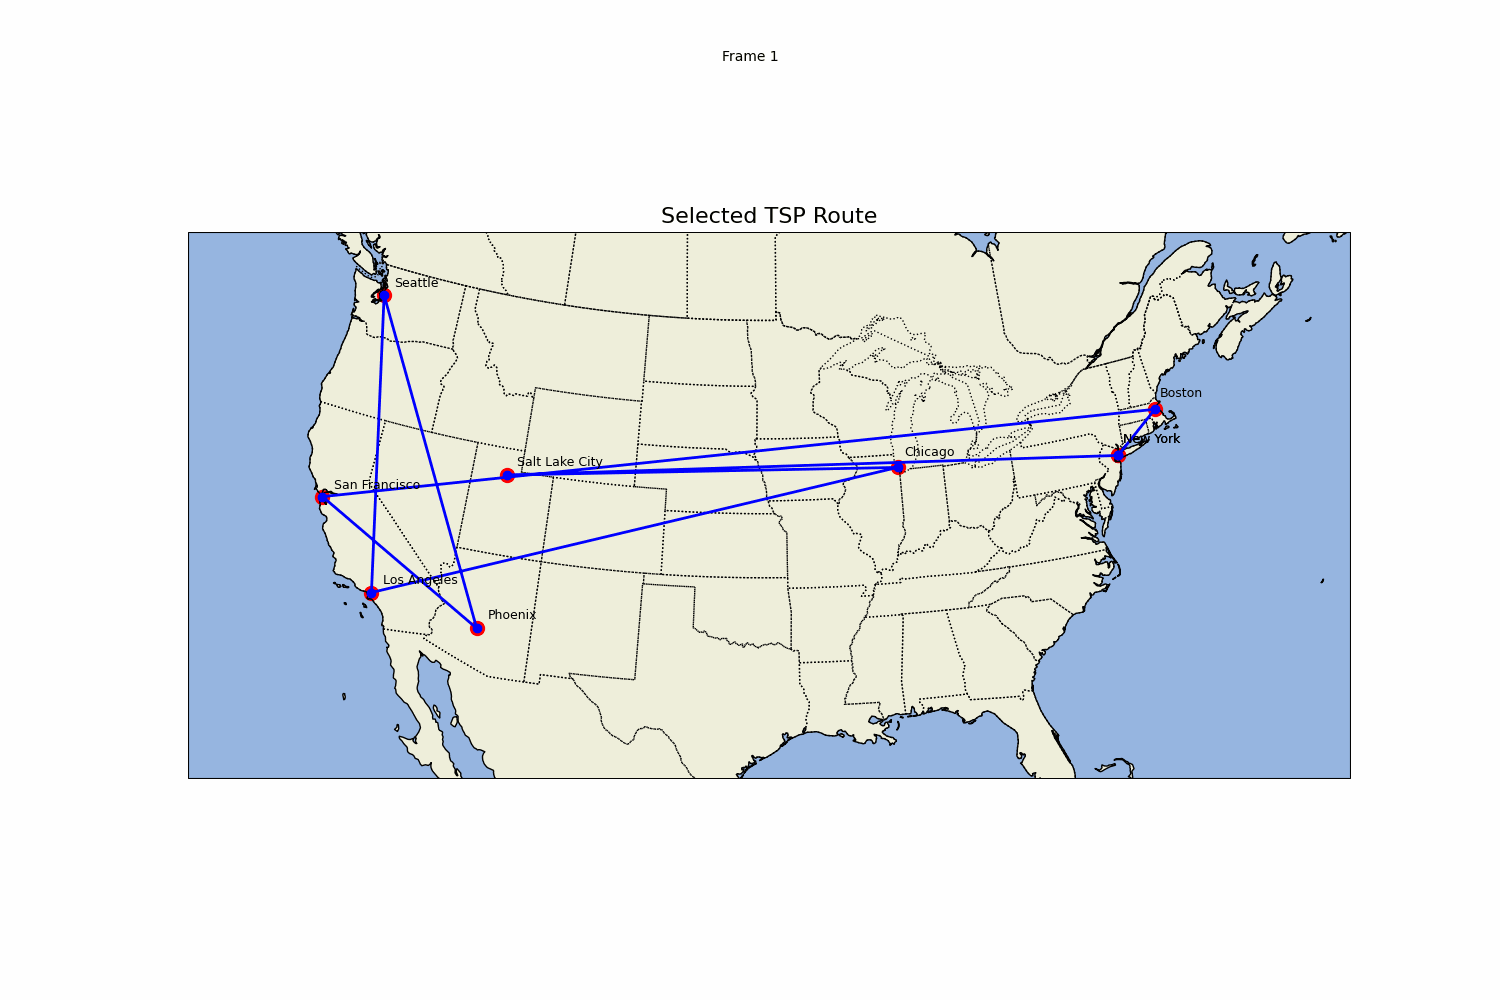 Frame 1
Selected TSP Route
Seattle
Boston
New York
Chicago
Salt Lake City
San Francisco
Los Angeles
Phoenix